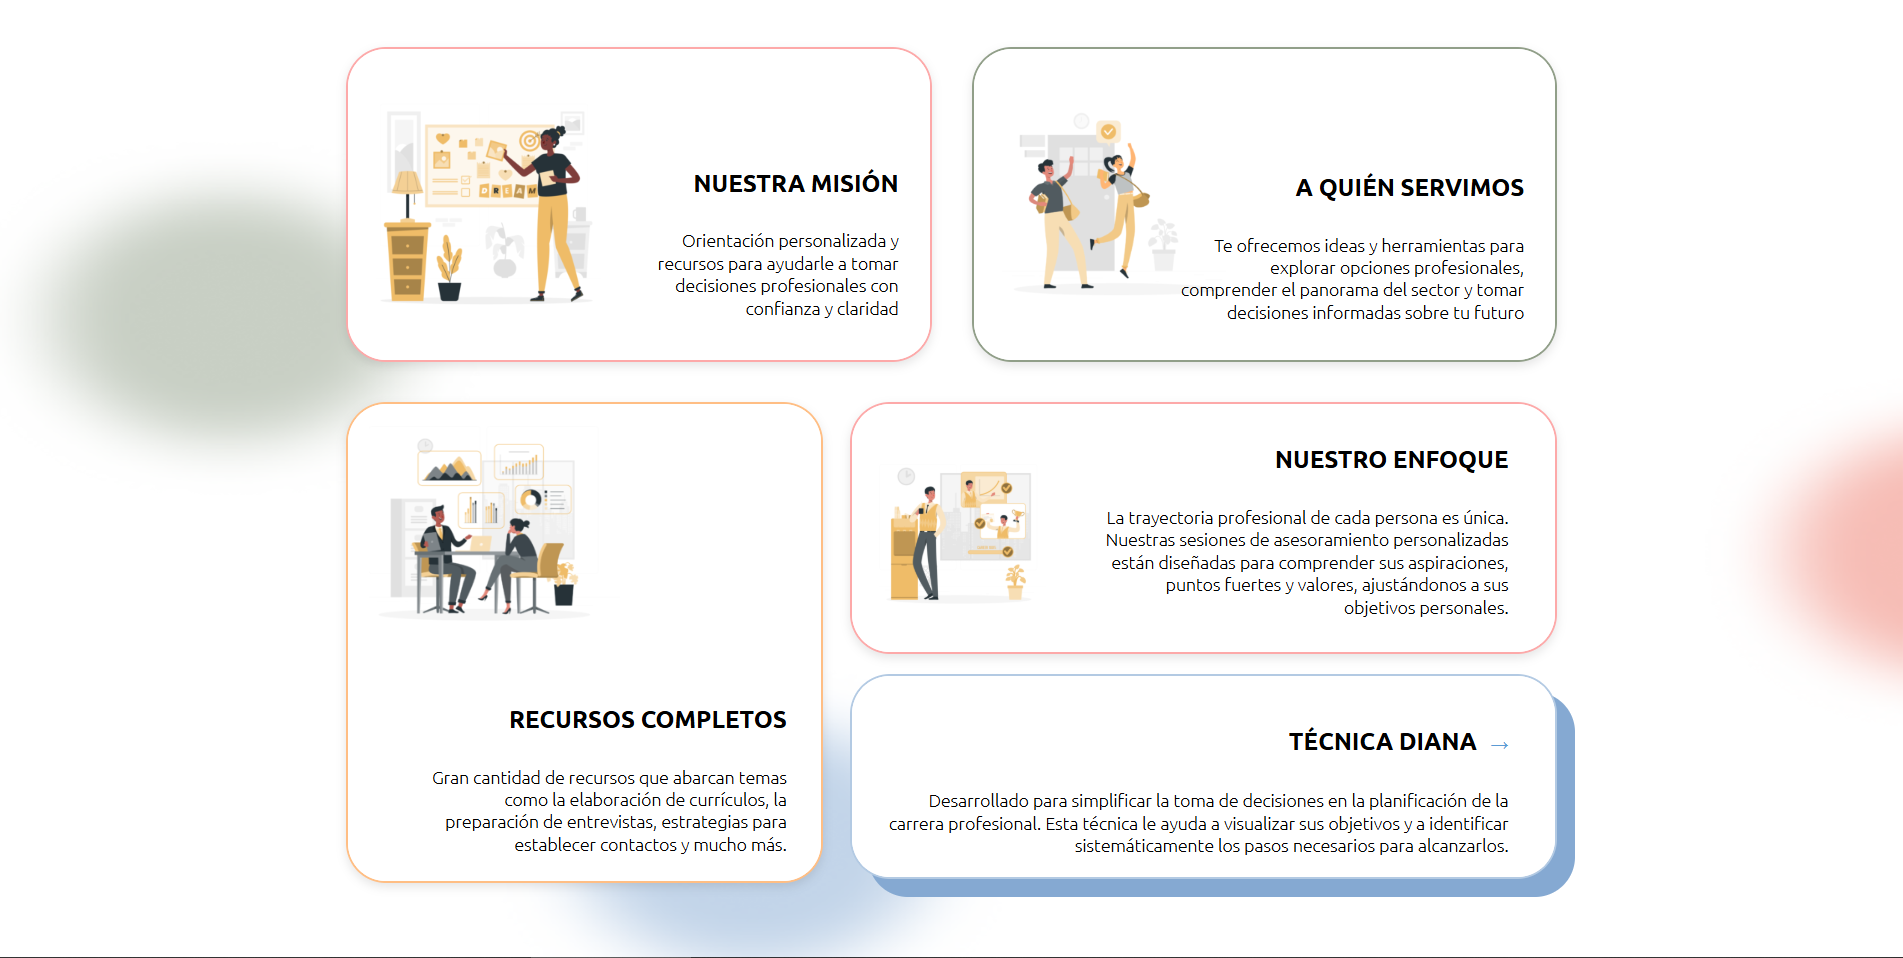 DREAM
NUESTRA MISIÓN
Orientación personalizada y
recursos para ayudarle a tomar
decisiones profesionales con
confianza y claridad
A QUIÉN SERVIMOS
Te ofrecemos ideas y herramientas para
explorar opciones profesionales,
comprender el panorama del sector y tomar
decisiones informadas sobre tu futuro
RECURSOS COMPLETOS
Gran cantidad de recursos que abarcan temas
como la elaboración de currículos, la
preparación de entrevistas, estrategias para
establecer contactos y mucho más.
NUESTRO ENFOQUE
La trayectoria profesional de cada persona es única.
Nuestras sesiones de asesoramiento personalizadas
están diseñadas para comprender sus aspiraciones,
puntos fuertes y valores, ajustándonos a sus
objetivos personales.
TÉCNICA DIANA →
Desarrollado para simplificar la toma de decisiones en la planificación de la
carrera profesional. Esta técnica le ayuda a visualizar sus objetivos y a identificar
sistemáticamente los pasos necesarios para alcanzarlos.